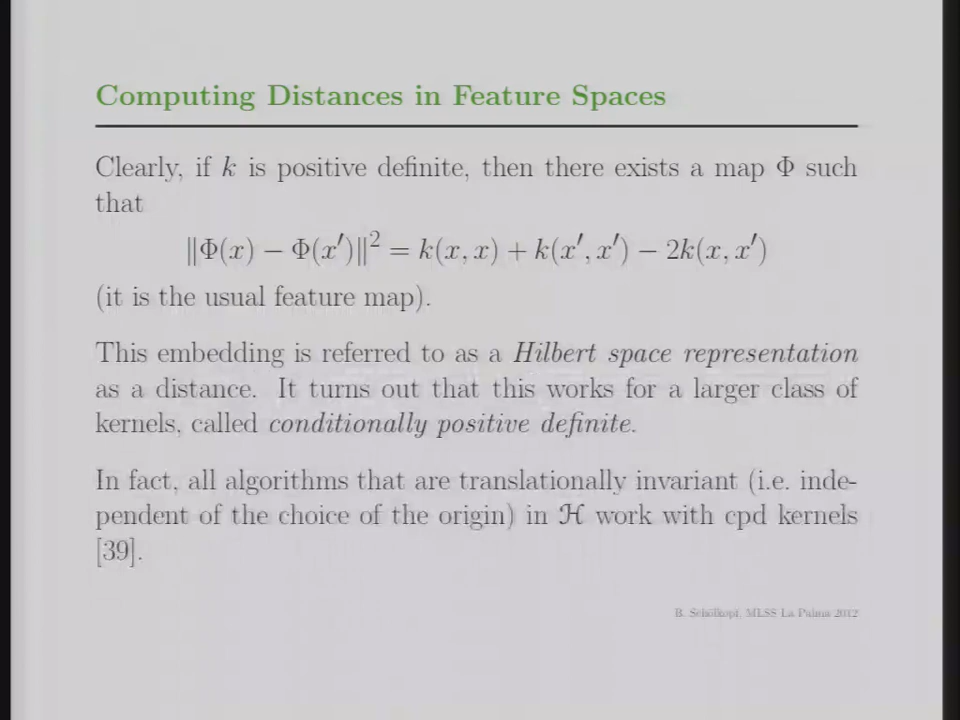 Computing Distances in Feature Spaces
Clearly, if k is positive definite, then there exists a map Φ such
that
‖Φ(x) − Φ(x′)‖² = k(x, x) + k(x′, x′) − 2k(x, x′)
(it is the usual feature map).
This embedding is referred to as a Hilbert space representation
as a distance. It turns out that this works for a larger class of
kernels, called conditionally positive definite.
In fact, all algorithms that are translationally invariant (i.e. inde-
pendent of the choice of the origin) in ℋ work with cpd kernels
[39].
B. Schölkopf, MLSS La Palma 2012